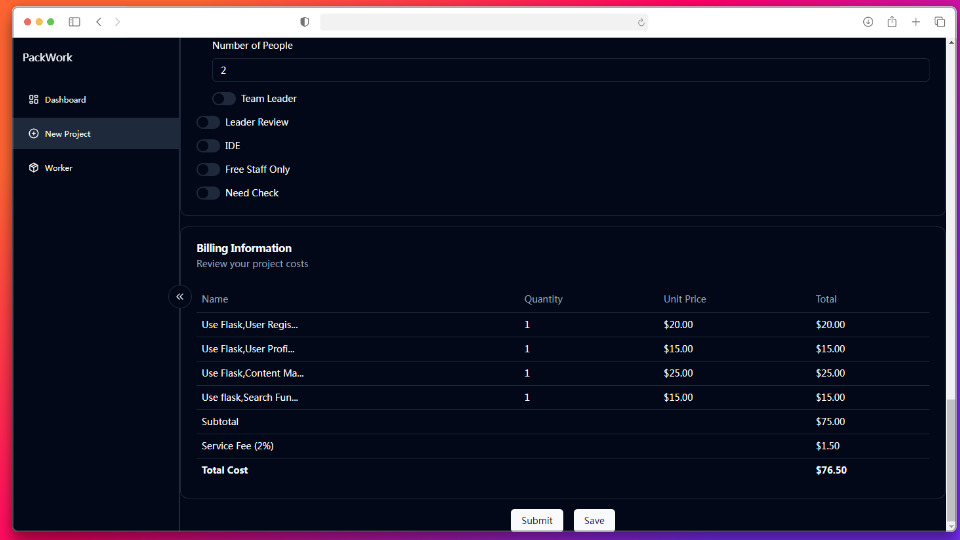 PackWork
Dashboard
New Project
Worker
Number of People
2
Team Leader
Leader Review
IDE
Free Staff Only
Need Check
Billing Information
Review your project costs
Name Quantity Unit Price Total
Use Flask,User Regis... 1 $20.00 $20.00
Use Flask,User Profi... 1 $15.00 $15.00
Use Flask,Content Ma... 1 $25.00 $25.00
Use flask,Search Fun... 1 $15.00 $15.00
Subtotal $75.00
Service Fee (2%) $1.50
Total Cost $76.50
Submit Save